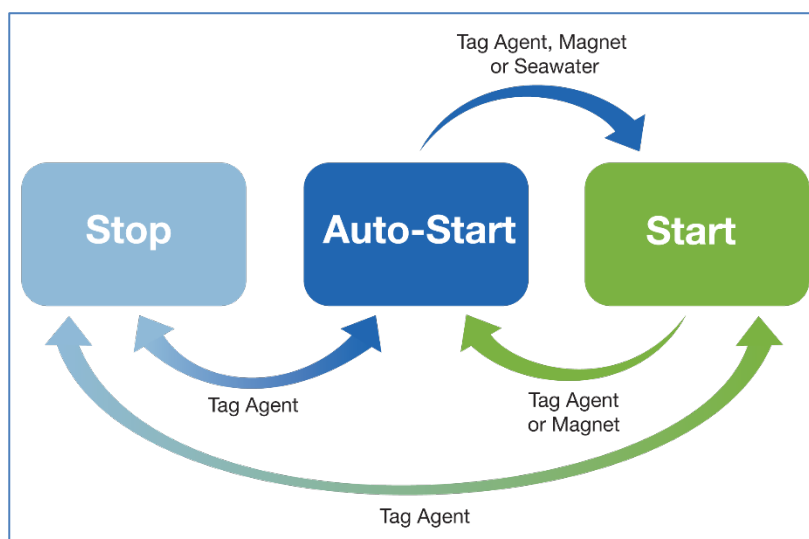 Tag Agent, Magnet
or Seawater
Stop
Auto-Start
Start
Tag Agent
Tag Agent
or Magnet
Tag Agent